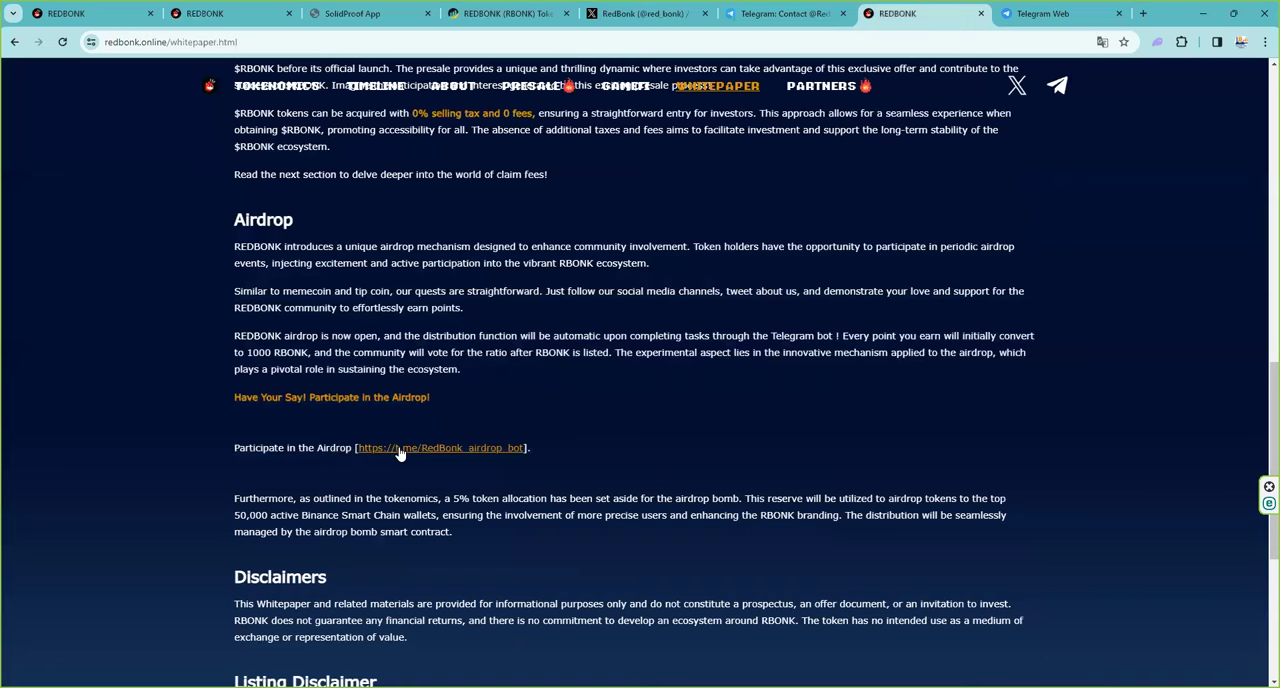 REDBONK
REDBONK
SolidProof App
REDBONK (RBONK) Tok
RedBonk (@red_bonk) /
Telegram: Contact @Red
REDBONK
Telegram Web
redbonk.online/whitepaper.html
$RBONK before its official launch. The presale provides a unique and thrilling dynamic where investors can take advantage of this exclusive offer and contribute to the
TOKENOMICS TIMELINE ABOUT PRESALE GAMEFI WHITEPAPER PARTNERS
$RBONK tokens can be acquired with 0% selling tax and 0 fees, ensuring a straightforward entry for investors. This approach allows for a seamless experience when
obtaining $RBONK, promoting accessibility for all. The absence of additional taxes and fees aims to facilitate investment and support the long-term stability of the
$RBONK ecosystem.
Read the next section to delve deeper into the world of claim fees!
Airdrop
REDBONK introduces a unique airdrop mechanism designed to enhance community involvement. Token holders have the opportunity to participate in periodic airdrop
events, injecting excitement and active participation into the vibrant RBONK ecosystem.
Similar to memecoin and tip coin, our quests are straightforward. Just follow our social media channels, tweet about us, and demonstrate your love and support for the
REDBONK community to effortlessly earn points.
REDBONK airdrop is now open, and the distribution function will be automatic upon completing tasks through the Telegram bot ! Every point you earn will initially convert
to 1000 RBONK, and the community will vote for the ratio after RBONK is listed. The experimental aspect lies in the innovative mechanism applied to the airdrop, which
plays a pivotal role in sustaining the ecosystem.
Have Your Say! Participate in the Airdrop!
Participate in the Airdrop [https://t.me/RedBonk_airdrop_bot].
Furthermore, as outlined in the tokenomics, a 5% token allocation has been set aside for the airdrop bomb. This reserve will be utilized to airdrop tokens to the top
50,000 active Binance Smart Chain wallets, ensuring the involvement of more precise users and enhancing the RBONK branding. The distribution will be seamlessly
managed by the airdrop bomb smart contract.
Disclaimers
This Whitepaper and related materials are provided for informational purposes only and do not constitute a prospectus, an offer document, or an invitation to invest.
RBONK does not guarantee any financial returns, and there is no commitment to develop an ecosystem around RBONK. The token has no intended use as a medium of
exchange or representation of value.
Listing Disclaimer